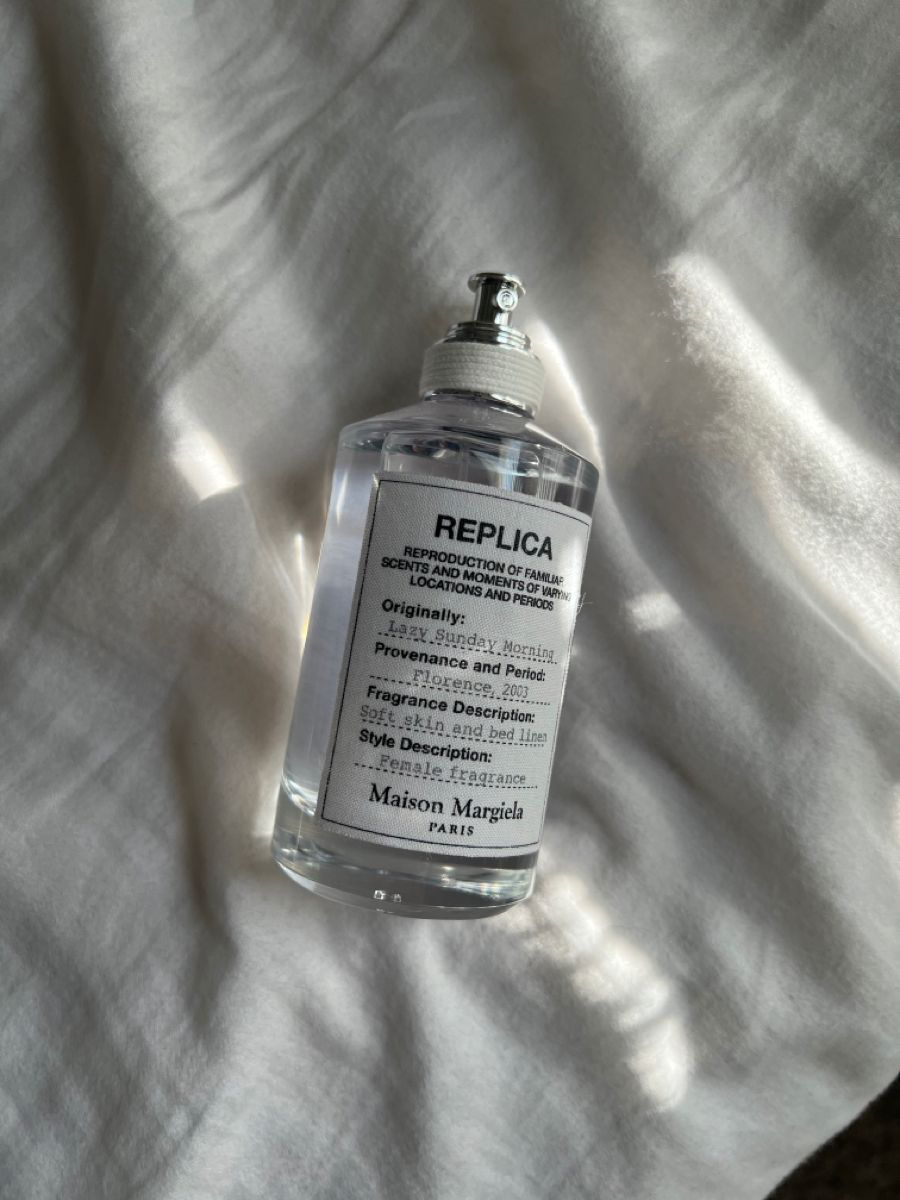 REPLICA
REPRODUCTION OF FAMILIAR
SCENTS AND MOMENTS OF VARYING
LOCATIONS AND PERIODS
Originally:
Lazy Sunday Morning
Provenance and Period:
Florence, 2003
Fragrance Description:
Soft skin and bed linen
Style Description:
Female fragrance
Maison Margiela
PARIS